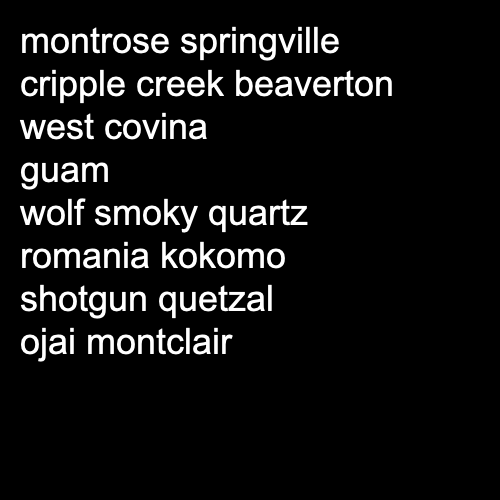 montrose springville
cripple creek beaverton
west covina
guam
wolf smoky quartz
romania kokomo
shotgun quetzal
ojai montclair